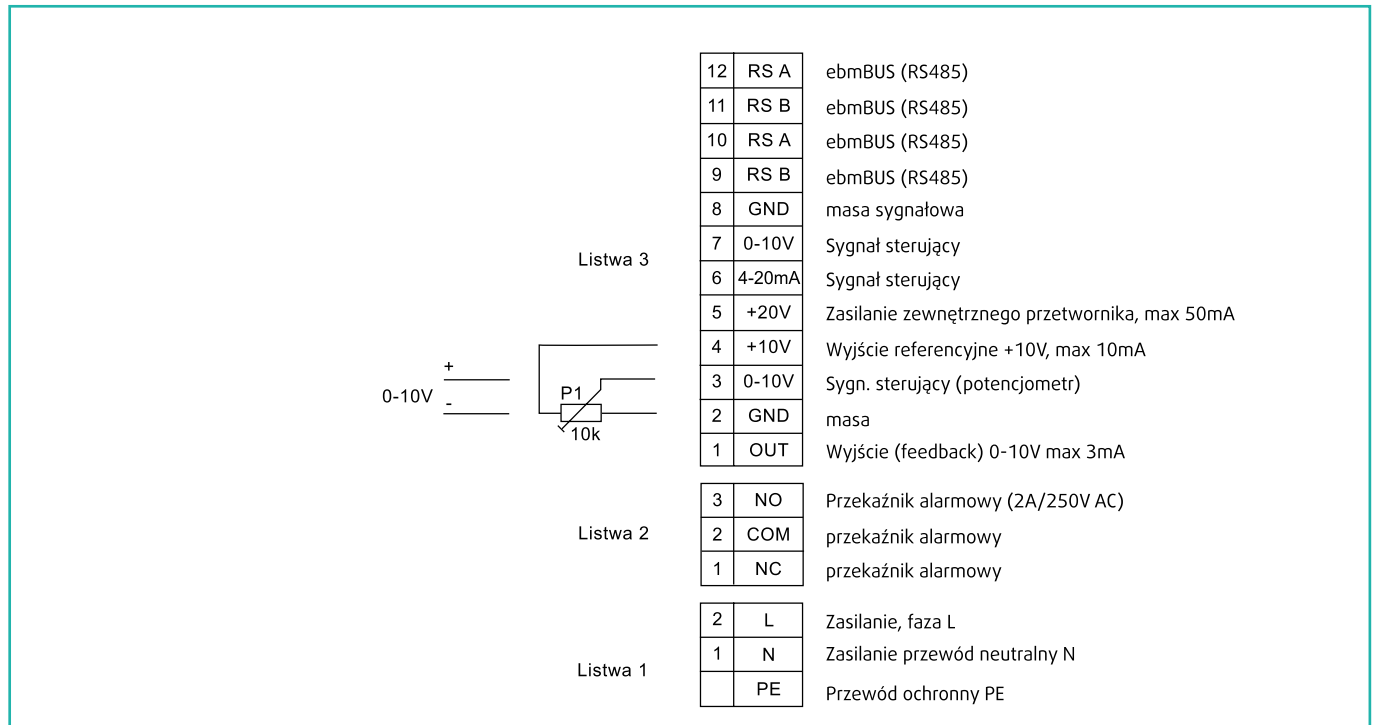 12 RS A ebmBUS (RS485)
11 RS B ebmBUS (RS485)
10 RS A ebmBUS (RS485)
9 RS B ebmBUS (RS485)
8 GND masa sygnałowa
7 0-10V Sygnał sterujący
Listwa 3
6 4-20mA Sygnał sterujący
5 +20V Zasilanie zewnętrznego przetwornika, max 50mA
4 +10V Wyjście referencyjne +10V, max 10mA
+
3 0-10V Sygn. sterujący (potencjometr)
0-10V
P1
-
2 GND masa
10k
1 OUT Wyjście (feedback) 0-10V max 3mA
3 NO Przekaźnik alarmowy (2A/250V AC)
Listwa 2 2 COM przekaźnik alarmowy
1 NC przekaźnik alarmowy
2 L Zasilanie, faza L
1 N Zasilanie przewód neutralny N
Listwa 1
PE Przewód ochronny PE